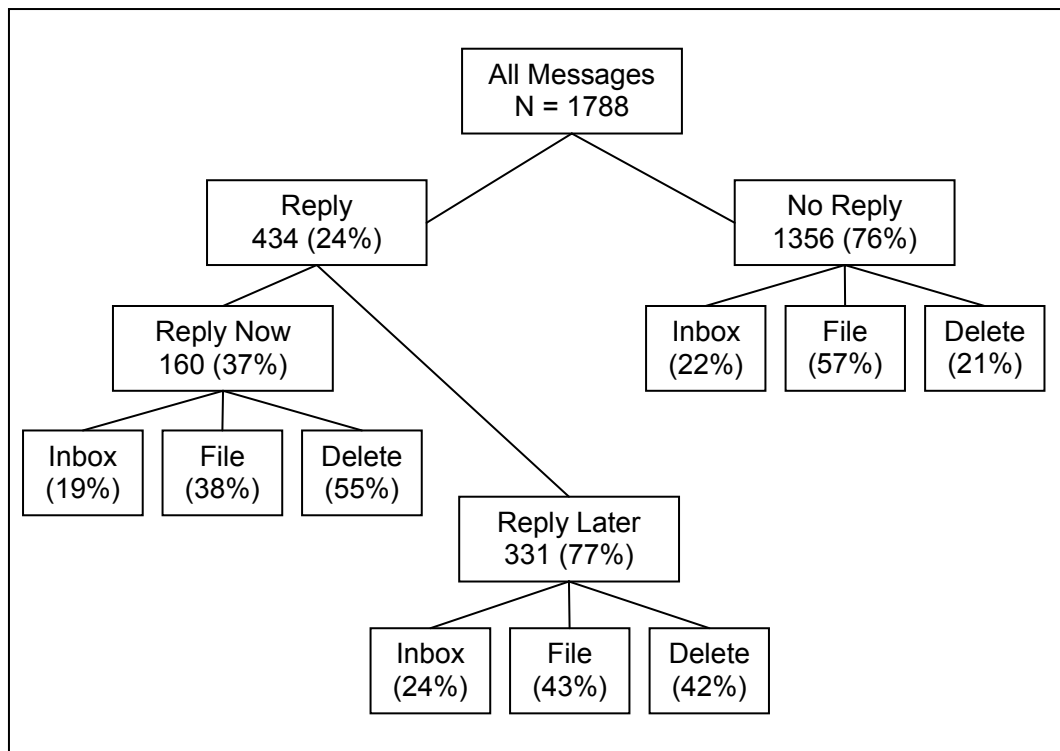 All Messages
N = 1788
Reply
434 (24%)
No Reply
1356 (76%)
Reply Now
160 (37%)
Inbox
(22%)
File
(57%)
Delete
(21%)
Inbox
(19%)
File
(38%)
Delete
(55%)
Reply Later
331 (77%)
Inbox
(24%)
File
(43%)
Delete
(42%)